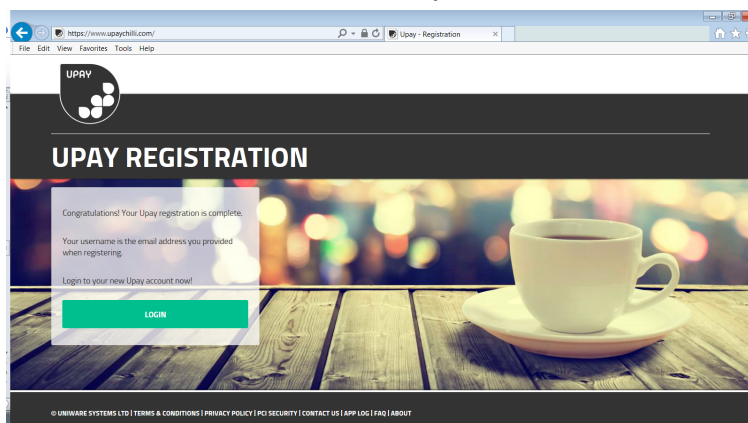 https://www.upaychilli.com/
Upay - Registration
File Edit View Favorites Tools Help
UPAY
UPAY REGISTRATION
Congratulations! Your Upay registration is complete.
Your username is the email address you provided
when registering.
Login to your new Upay account now!
LOGIN
© UNIWARE SYSTEMS LTD | TERMS & CONDITIONS | PRIVACY POLICY | PCI SECURITY | CONTACT US | APP LOG | FAQ | ABOUT